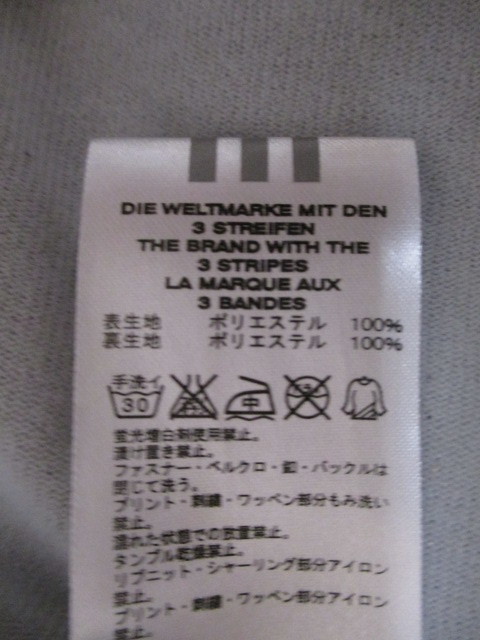 DIE WELTMARKE MIT DEN
3 STREIFEN
THE BRAND WITH THE
3 STRIPES
LA MARQUE AUX
3 BANDES
表生地 ポリエステル 100%
裏生地 ポリエステル 100%
手洗イ
30 中
蛍光増白剤使用禁止。
漬け置き禁止。
ファスナー・ベルクロ・釦・バックルは
閉じて洗う。
プリント・刺繍・ワッペン部分もみ洗い
禁止。
濡れた状態での放置禁止。
タンブル乾燥禁止。
リブニット・シャーリング部分アイロン
禁止。
プリント・刺繍・ワッペン部分アイロン
禁止。